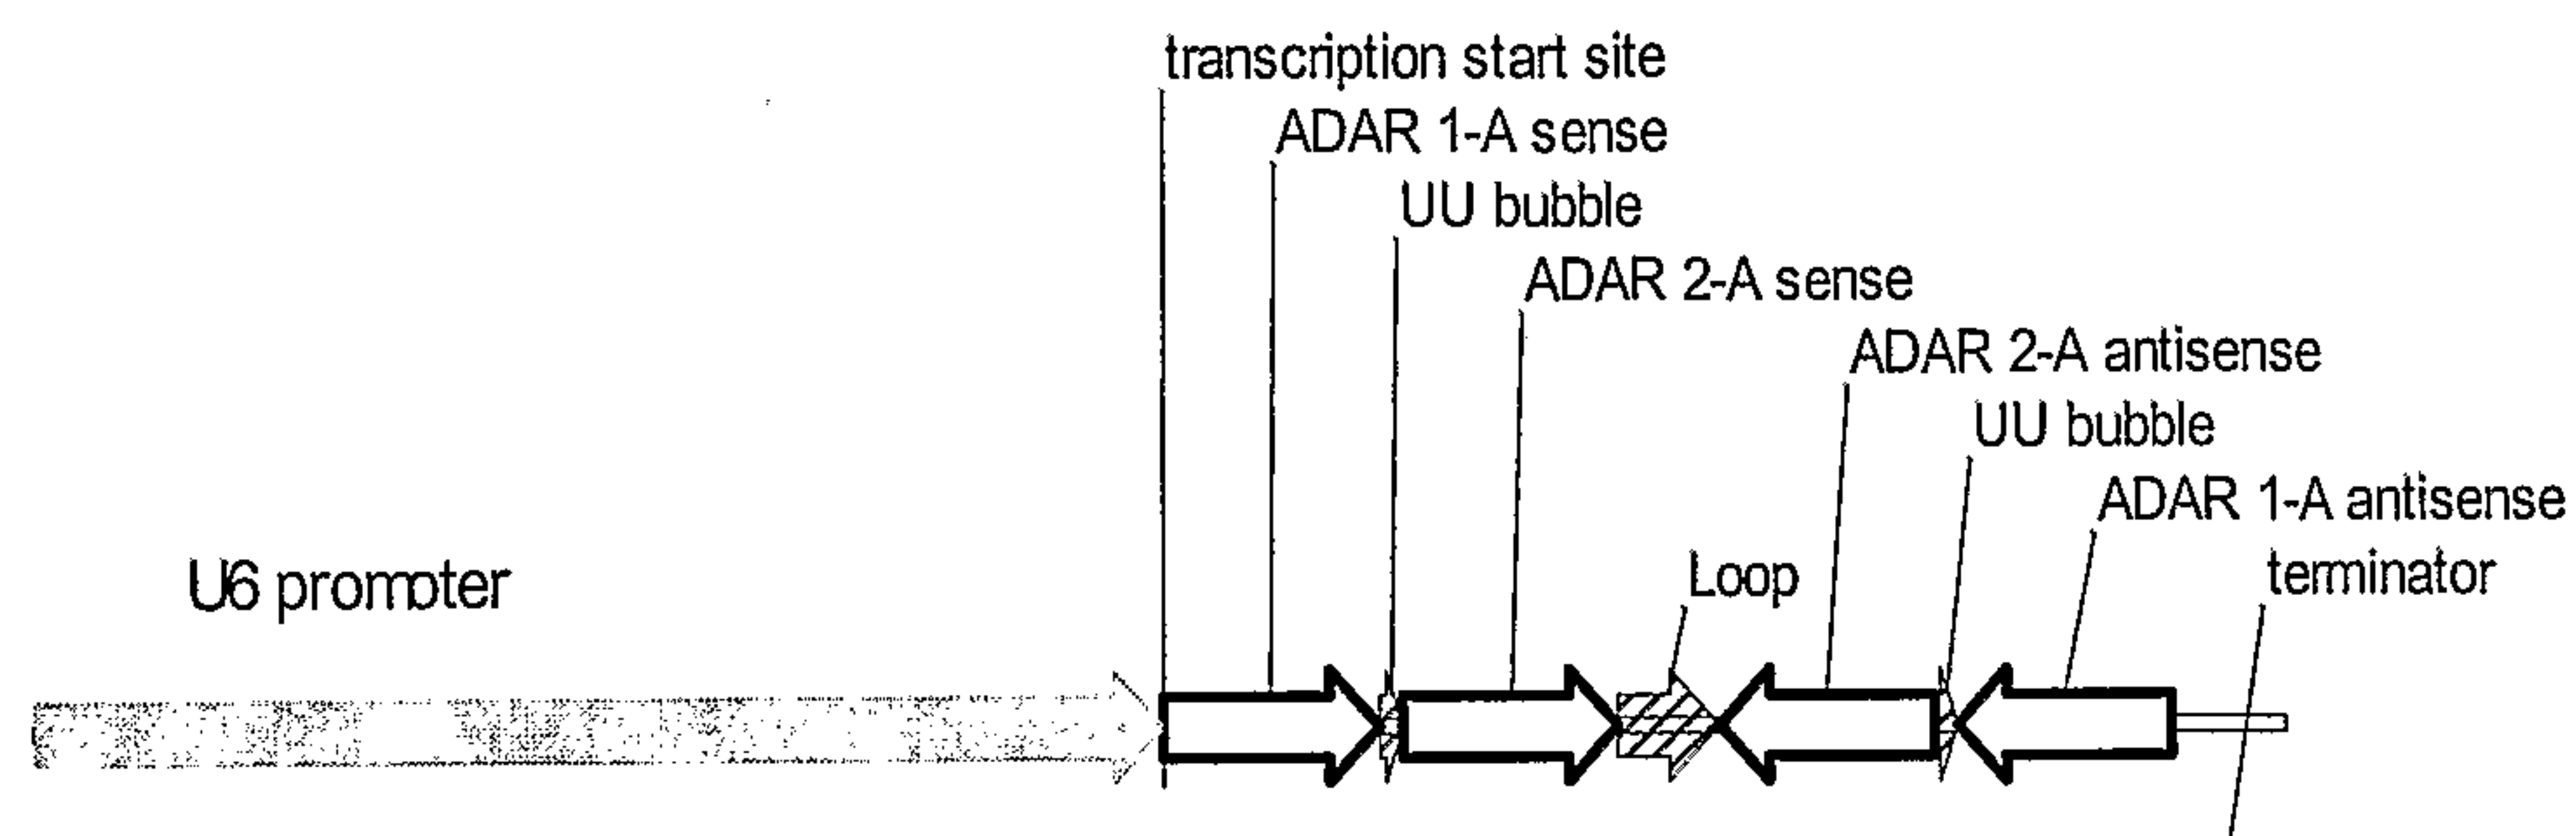 transcription start site
ADAR 1-A sense
UU bubble
ADAR 2-A sense
ADAR 2-A antisense
UU bubble
ADAR 1-A antisense
Loop
terminator
U6 promoter